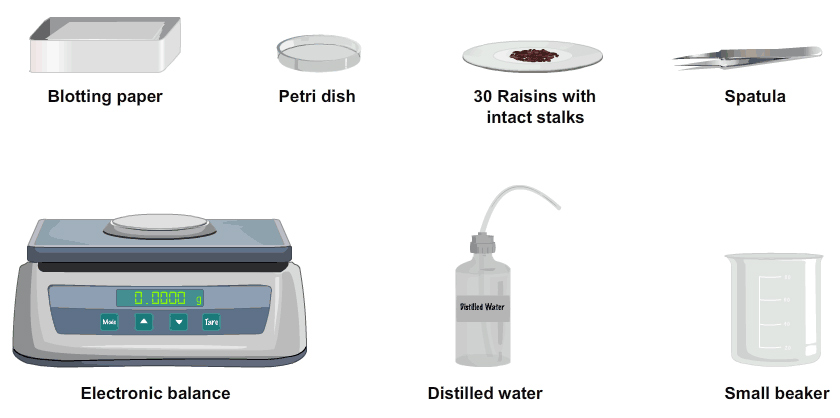 Blotting paper
Petri dish
30 Raisins with
intact stalks
Spatula
0.0000 g
Mode
Tare
Distilled Water
Electronic balance
Distilled water
Small beaker